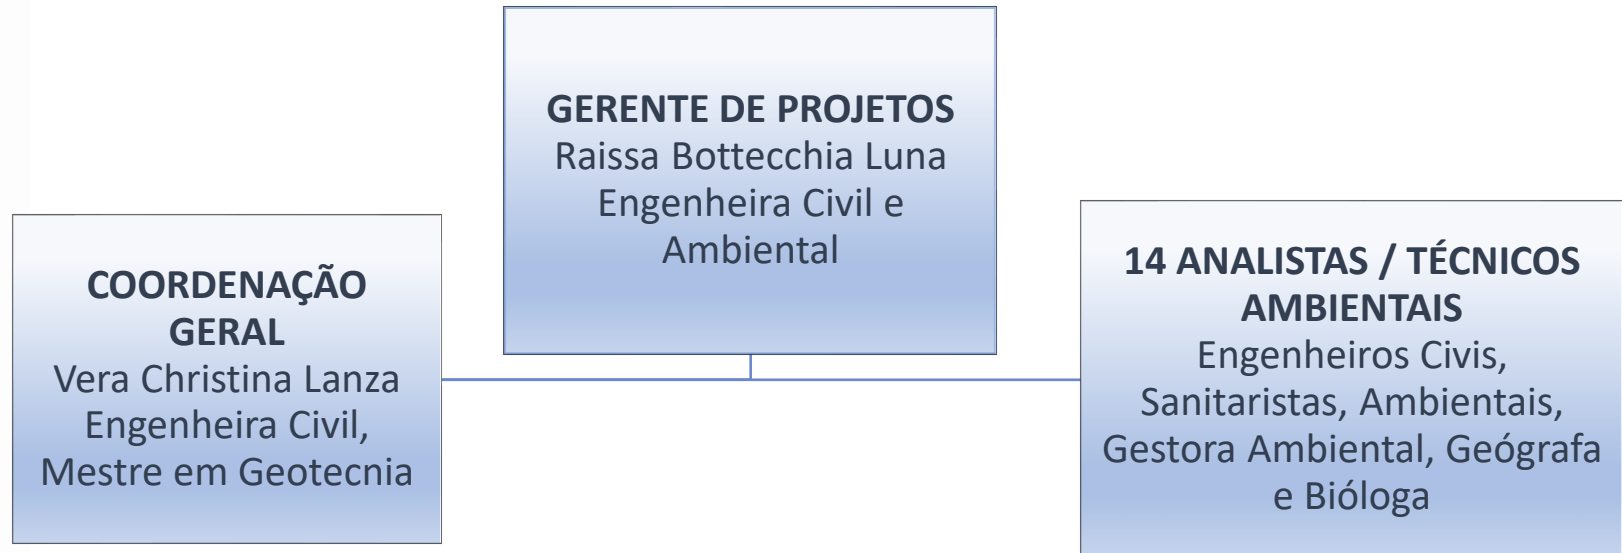 GERENTE DE PROJETOS
Raissa Bottecchia Luna
Engenheira Civil e
Ambiental
COORDENAÇÃO
GERAL
Vera Christina Lanza
Engenheira Civil,
Mestre em Geotecnia
14 ANALISTAS / TÉCNICOS
AMBIENTAIS
Engenheiros Civis,
Sanitaristas, Ambientais,
Gestora Ambiental, Geógrafa
e Bióloga